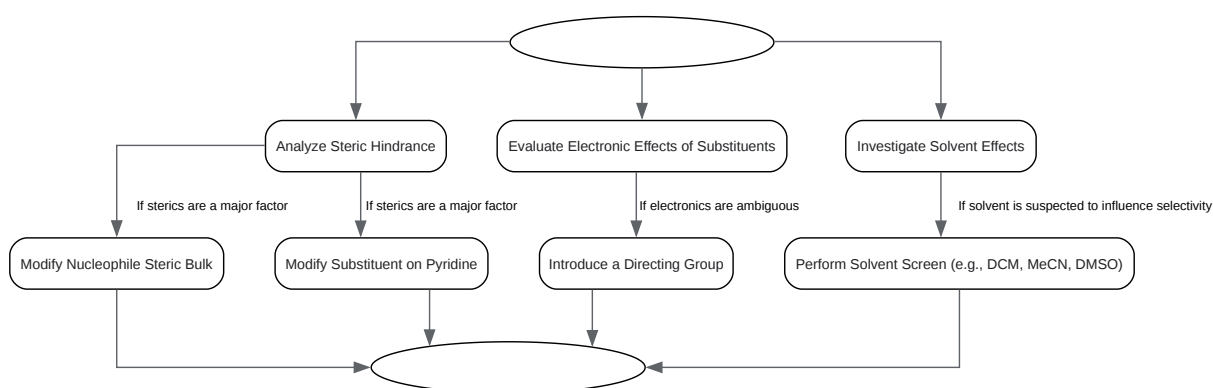 Analyze Steric Hindrance
Evaluate Electronic Effects of Substituents
Investigate Solvent Effects
If sterics are a major factor
If sterics are a major factor
If electronics are ambiguous
If solvent is suspected to influence selectivity
Modify Nucleophile Steric Bulk
Modify Substituent on Pyridine
Introduce a Directing Group
Perform Solvent Screen (e.g., DCM, MeCN, DMSO)